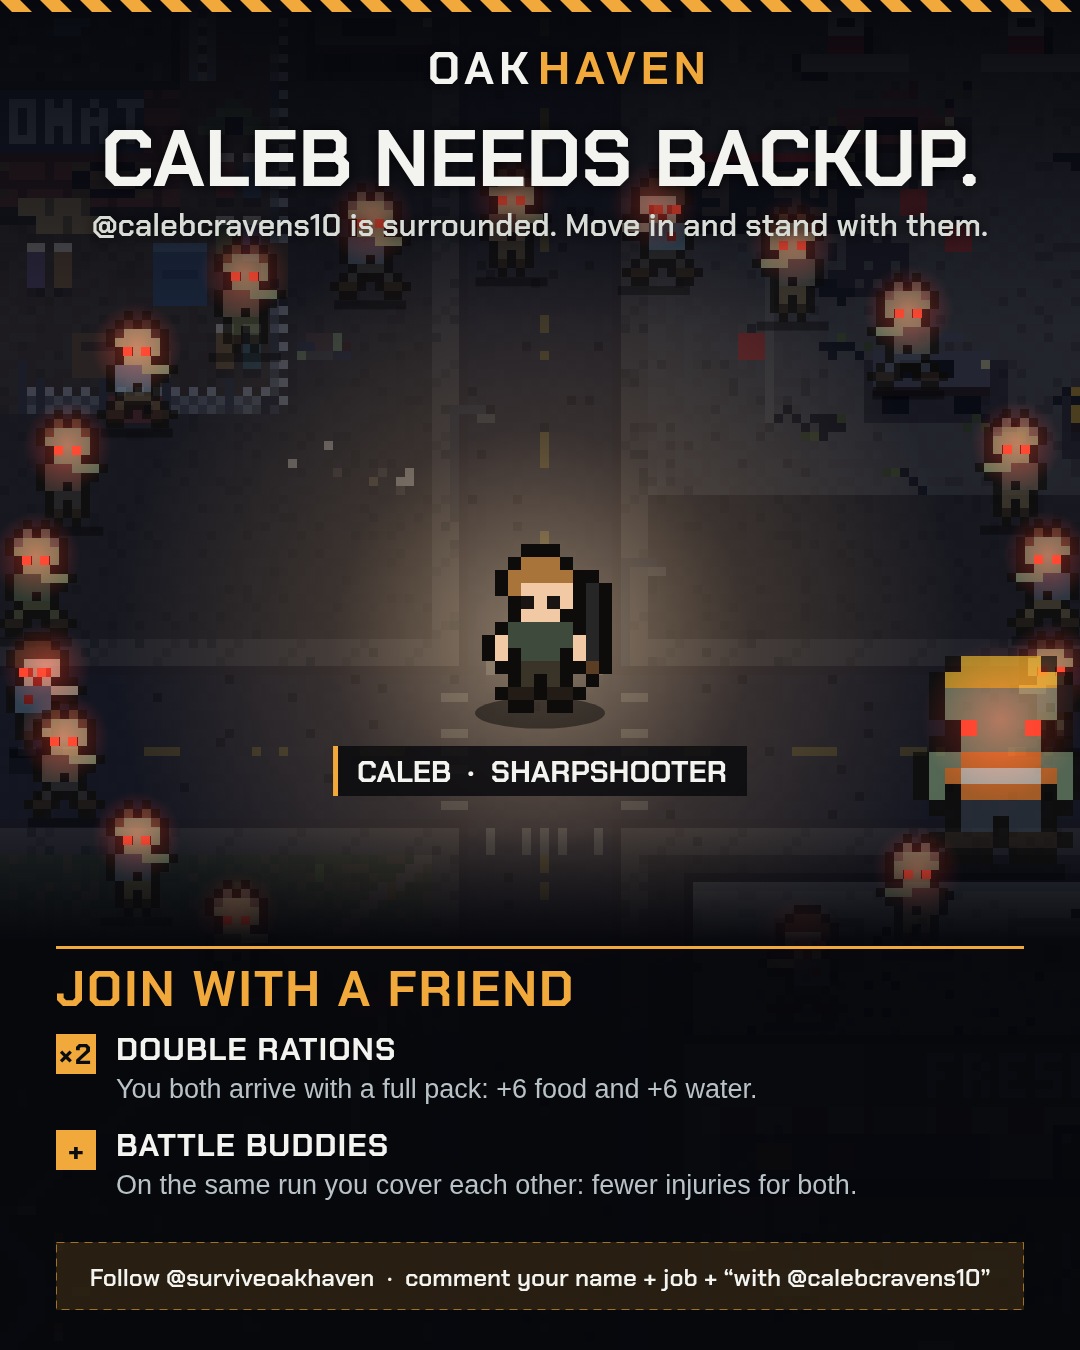 OAKHAVEN
CALEB NEEDS BACKUP.
@calebcravens10 is surrounded. Move in and stand with them.
CALEB · SHARPSHOOTER
JOIN WITH A FRIEND
×2 DOUBLE RATIONS
You both arrive with a full pack: +6 food and +6 water.
+ BATTLE BUDDIES
On the same run you cover each other: fewer injuries for both.
Follow @surviveoakhaven · comment your name + job + “with @calebcravens10”